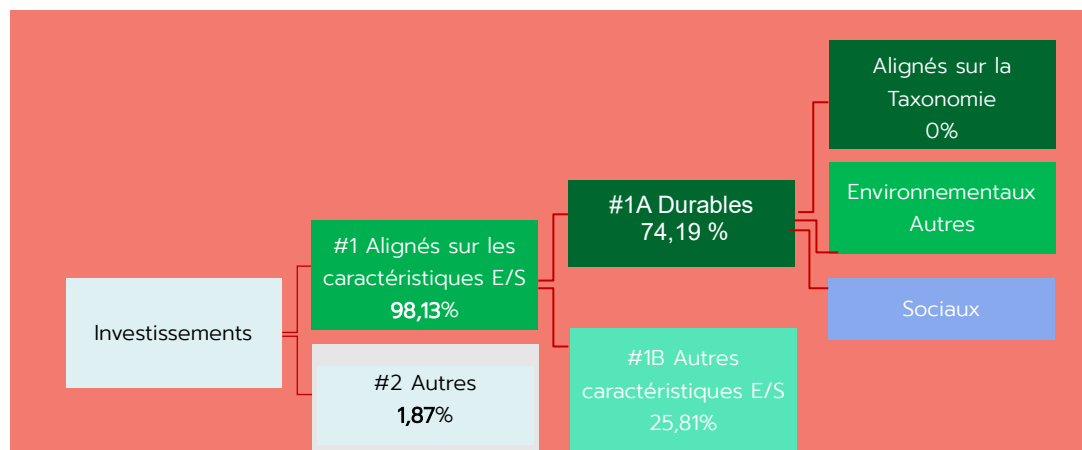 Investissements
#1 Alignés sur les
caractéristiques E/S
98,13%
#2 Autres
1,87%
#1A Durables
74,19 %
#1B Autres
caractéristiques E/S
25,81%
Alignés sur la
Taxonomie
0%
Environnementaux
Autres
Sociaux